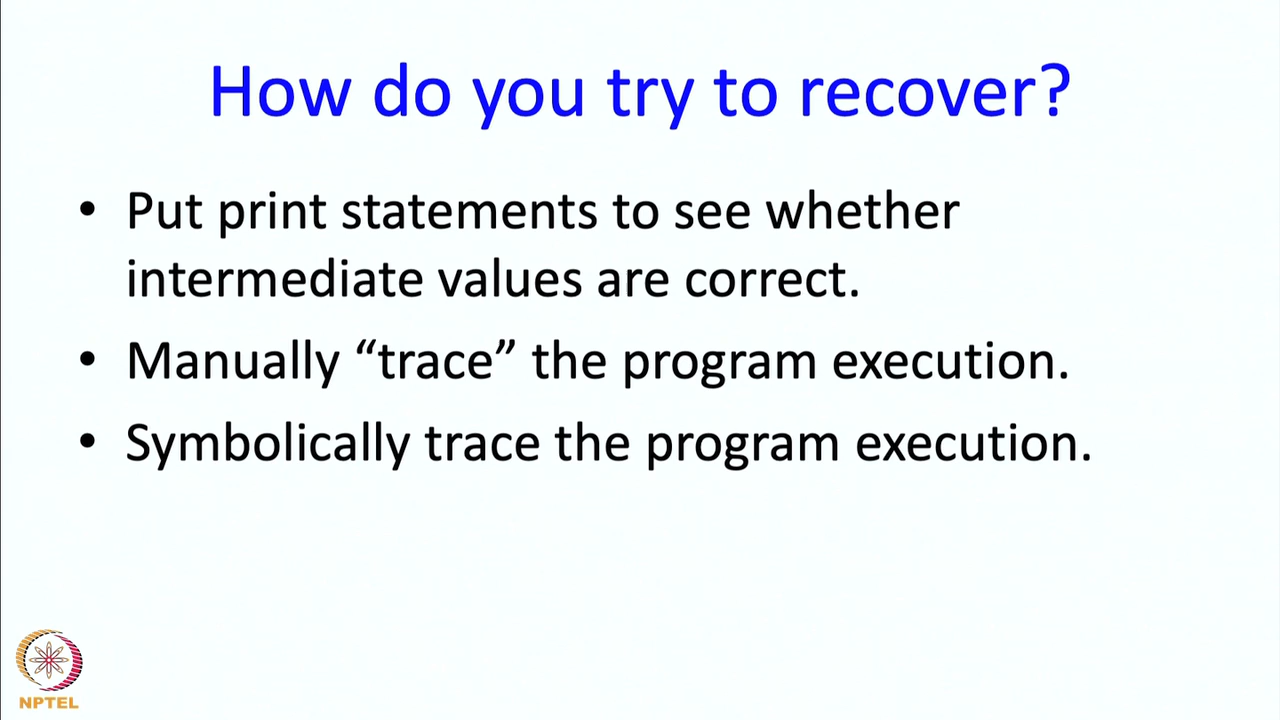 How do you try to recover?
• Put print statements to see whether
intermediate values are correct.
• Manually “trace” the program execution.
• Symbolically trace the program execution.
NPTEL